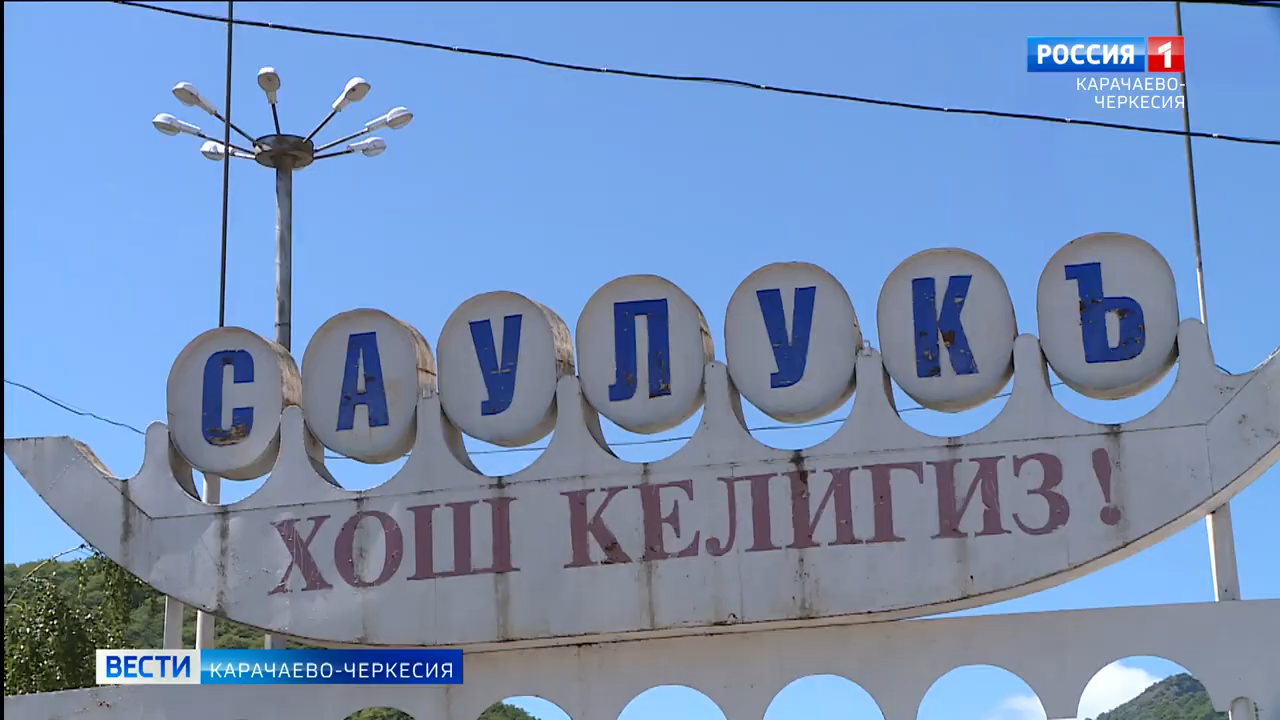 РОССИЯ 1
КАРАЧАЕВО-
ЧЕРКЕСИЯ
САУЛУКЪ
ХОШ КЕЛИГИЗ!
ВЕСТИ КАРАЧАЕВО-ЧЕРКЕСИЯ